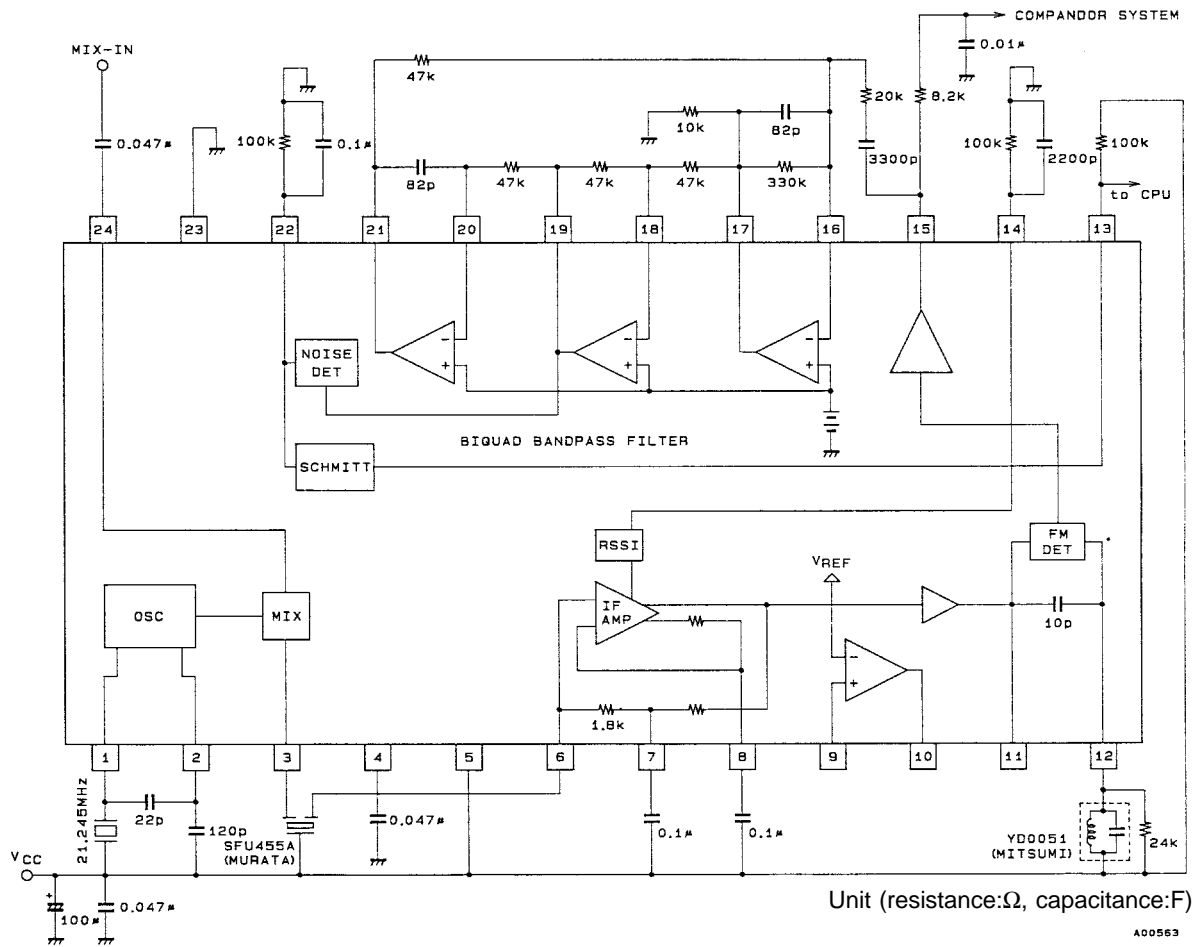 COMPANDOR SYSTEM
MIX-IN
0.01μ
47k
20k
8.2k
0.047μ
100k
0.1μ
10k
82p
3300p
100k
2200p
100k
82p
47k
47k
47k
330k
to CPU
24
23
22
21
20
19
18
17
16
15
14
13
NOISE
DET
-
+
-
+
-
+
BIQUAD BANDPASS FILTER
SCHMITT
RSSI
FM
DET
VREF
OSC
MIX
IF
AMP
10p
-
+
1.8k
1
2
3
4
5
6
7
8
9
10
11
12
21.245MHz
22p
120p
SFU455A
(MURATA)
0.047μ
0.1μ
0.1μ
YD0051
(MITSUMI)
24k
VCC
+
100μ
0.047μ
Unit (resistance:Ω, capacitance:F)
A00563